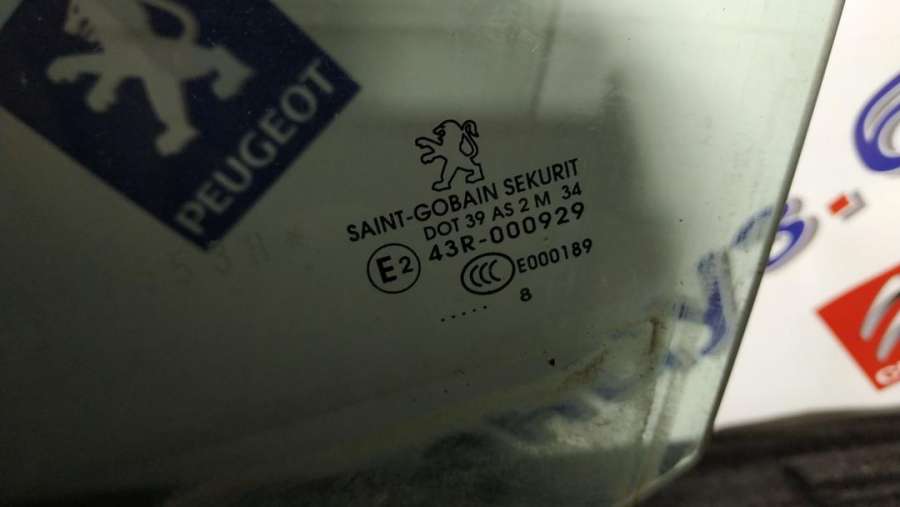 PEUGEOT
SAINT-GOBAIN SEKURIT
DOT 39 AS 2 M 34
E2 43R-000929
CCC E000189
..... 8